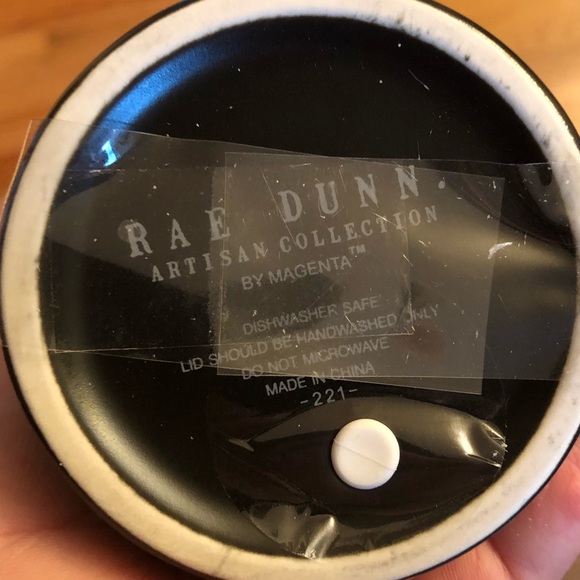 RAE DUNN.
ARTISAN COLLECTION
BY MAGENTA™
DISHWASHER SAFE
LID SHOULD BE HANDWASHED ONLY
DO NOT MICROWAVE
MADE IN CHINA
-221-